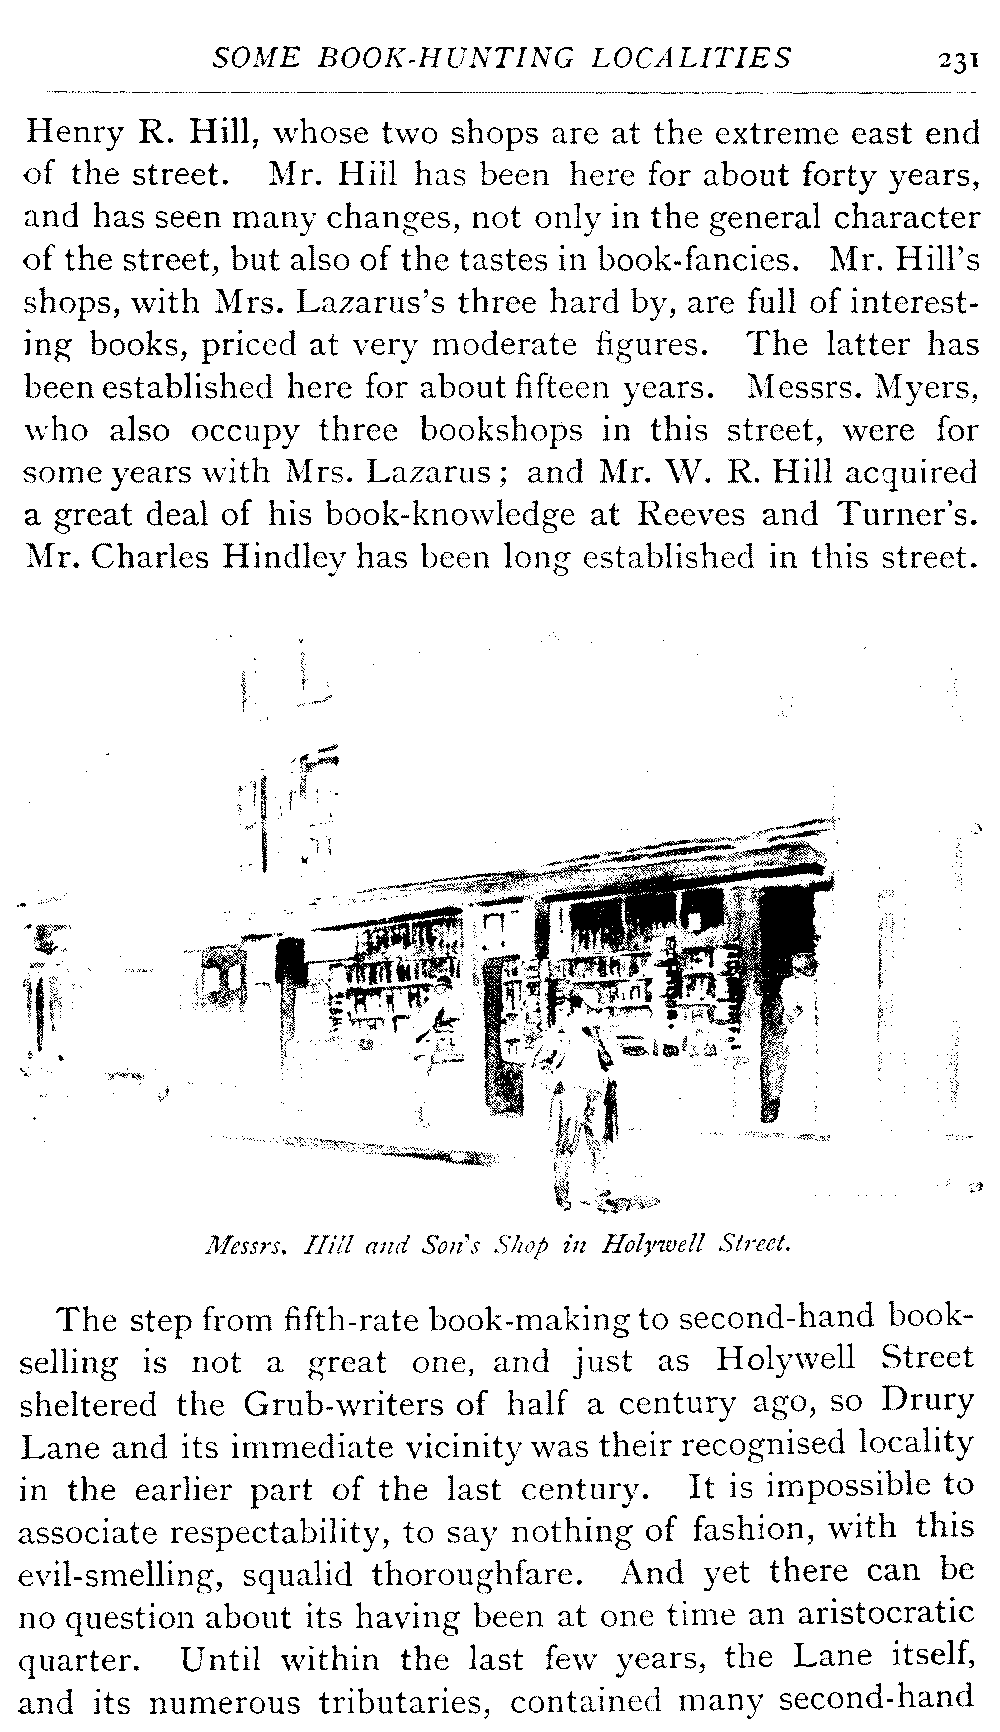 SOME BOOK-HUNTING LOCALITIES 231
Henry R. Hill, whose two shops are at the extreme east end
of the street. Mr. Hill has been here for about forty years,
and has seen many changes, not only in the general character
of the street, but also of the tastes in book-fancies. Mr. Hill's
shops, with Mrs. Lazarus's three hard by, are full of interest-
ing books, priced at very moderate figures. The latter has
been established here for about fifteen years. Messrs. Myers,
who also occupy three bookshops in this street, were for
some years with Mrs. Lazarus; and Mr. W. R. Hill acquired
a great deal of his book-knowledge at Reeves and Turner's.
Mr. Charles Hindley has been long established in this street.
Messrs. Hill and Son's Shop in Holywell Street.
The step from fifth-rate book-making to second-hand book-
selling is not a great one, and just as Holywell Street
sheltered the Grub-writers of half a century ago, so Drury
Lane and its immediate vicinity was their recognised locality
in the earlier part of the last century. It is impossible to
associate respectability, to say nothing of fashion, with this
evil-smelling, squalid thoroughfare. And yet there can be
no question about its having been at one time an aristocratic
quarter. Until within the last few years, the Lane itself,
and its numerous tributaries, contained many second-hand